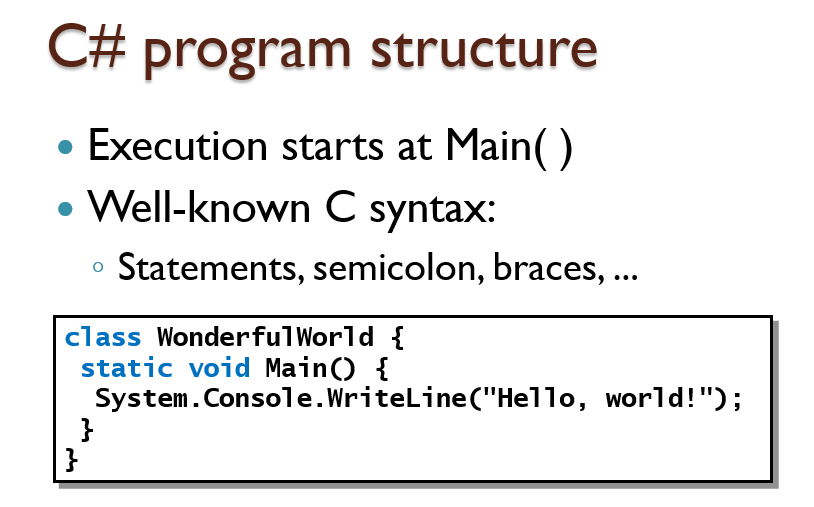 C# program structure
• Execution starts at Main( )
• Well-known C syntax:
◦ Statements, semicolon, braces, ...
class WonderfulWorld {
 static void Main() {
  System.Console.WriteLine("Hello, world!");
 }
}